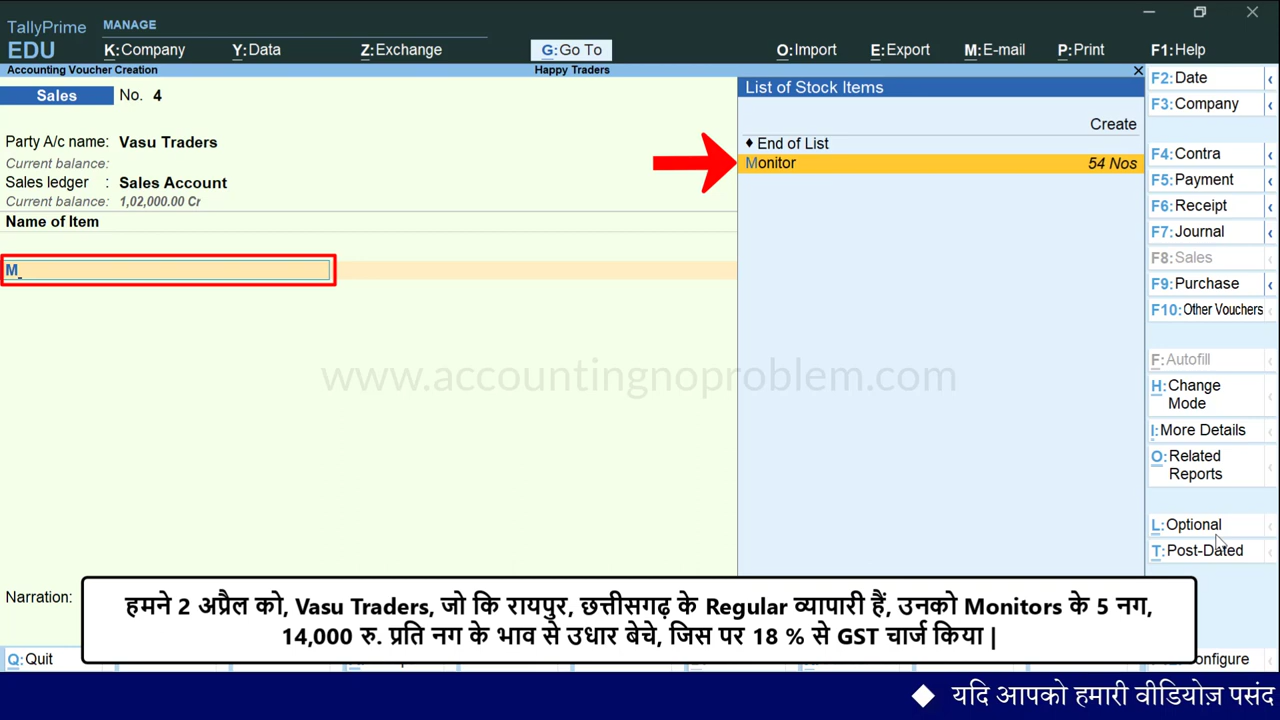 TallyPrime
EDU
MANAGE
K:Company Y:Data Z:Exchange G:Go To O:Import E:Export M:E-mail P:Print F1:Help
Accounting Voucher Creation Happy Traders
Sales No. 4
Party A/c name: Vasu Traders
Current balance:
Sales ledger : Sales Account
Current balance: 1,02,000.00 Cr
Name of Item
M
List of Stock Items
Create
♦ End of List
Monitor 54 Nos
F2:Date
F3:Company
F4:Contra
F5:Payment
F6:Receipt
F7:Journal
F8:Sales
F9:Purchase
F10:Other Vouchers
F:Autofill
H:Change
Mode
I:More Details
O:Related
Reports
L:Optional
T:Post-Dated
www.accountingnoproblem.com
Narration:
हमने 2 अप्रैल को, Vasu Traders, जो कि रायपुर, छत्तीसगढ़ के Regular व्यापारी हैं, उनको Monitors के 5 नग,
14,000 रु. प्रति नग के भाव से उधार बेचे, जिस पर 18 % से GST चार्ज किया |
Q:Quit
◆ यदि आपको हमारी वीडियोज़ पसंद